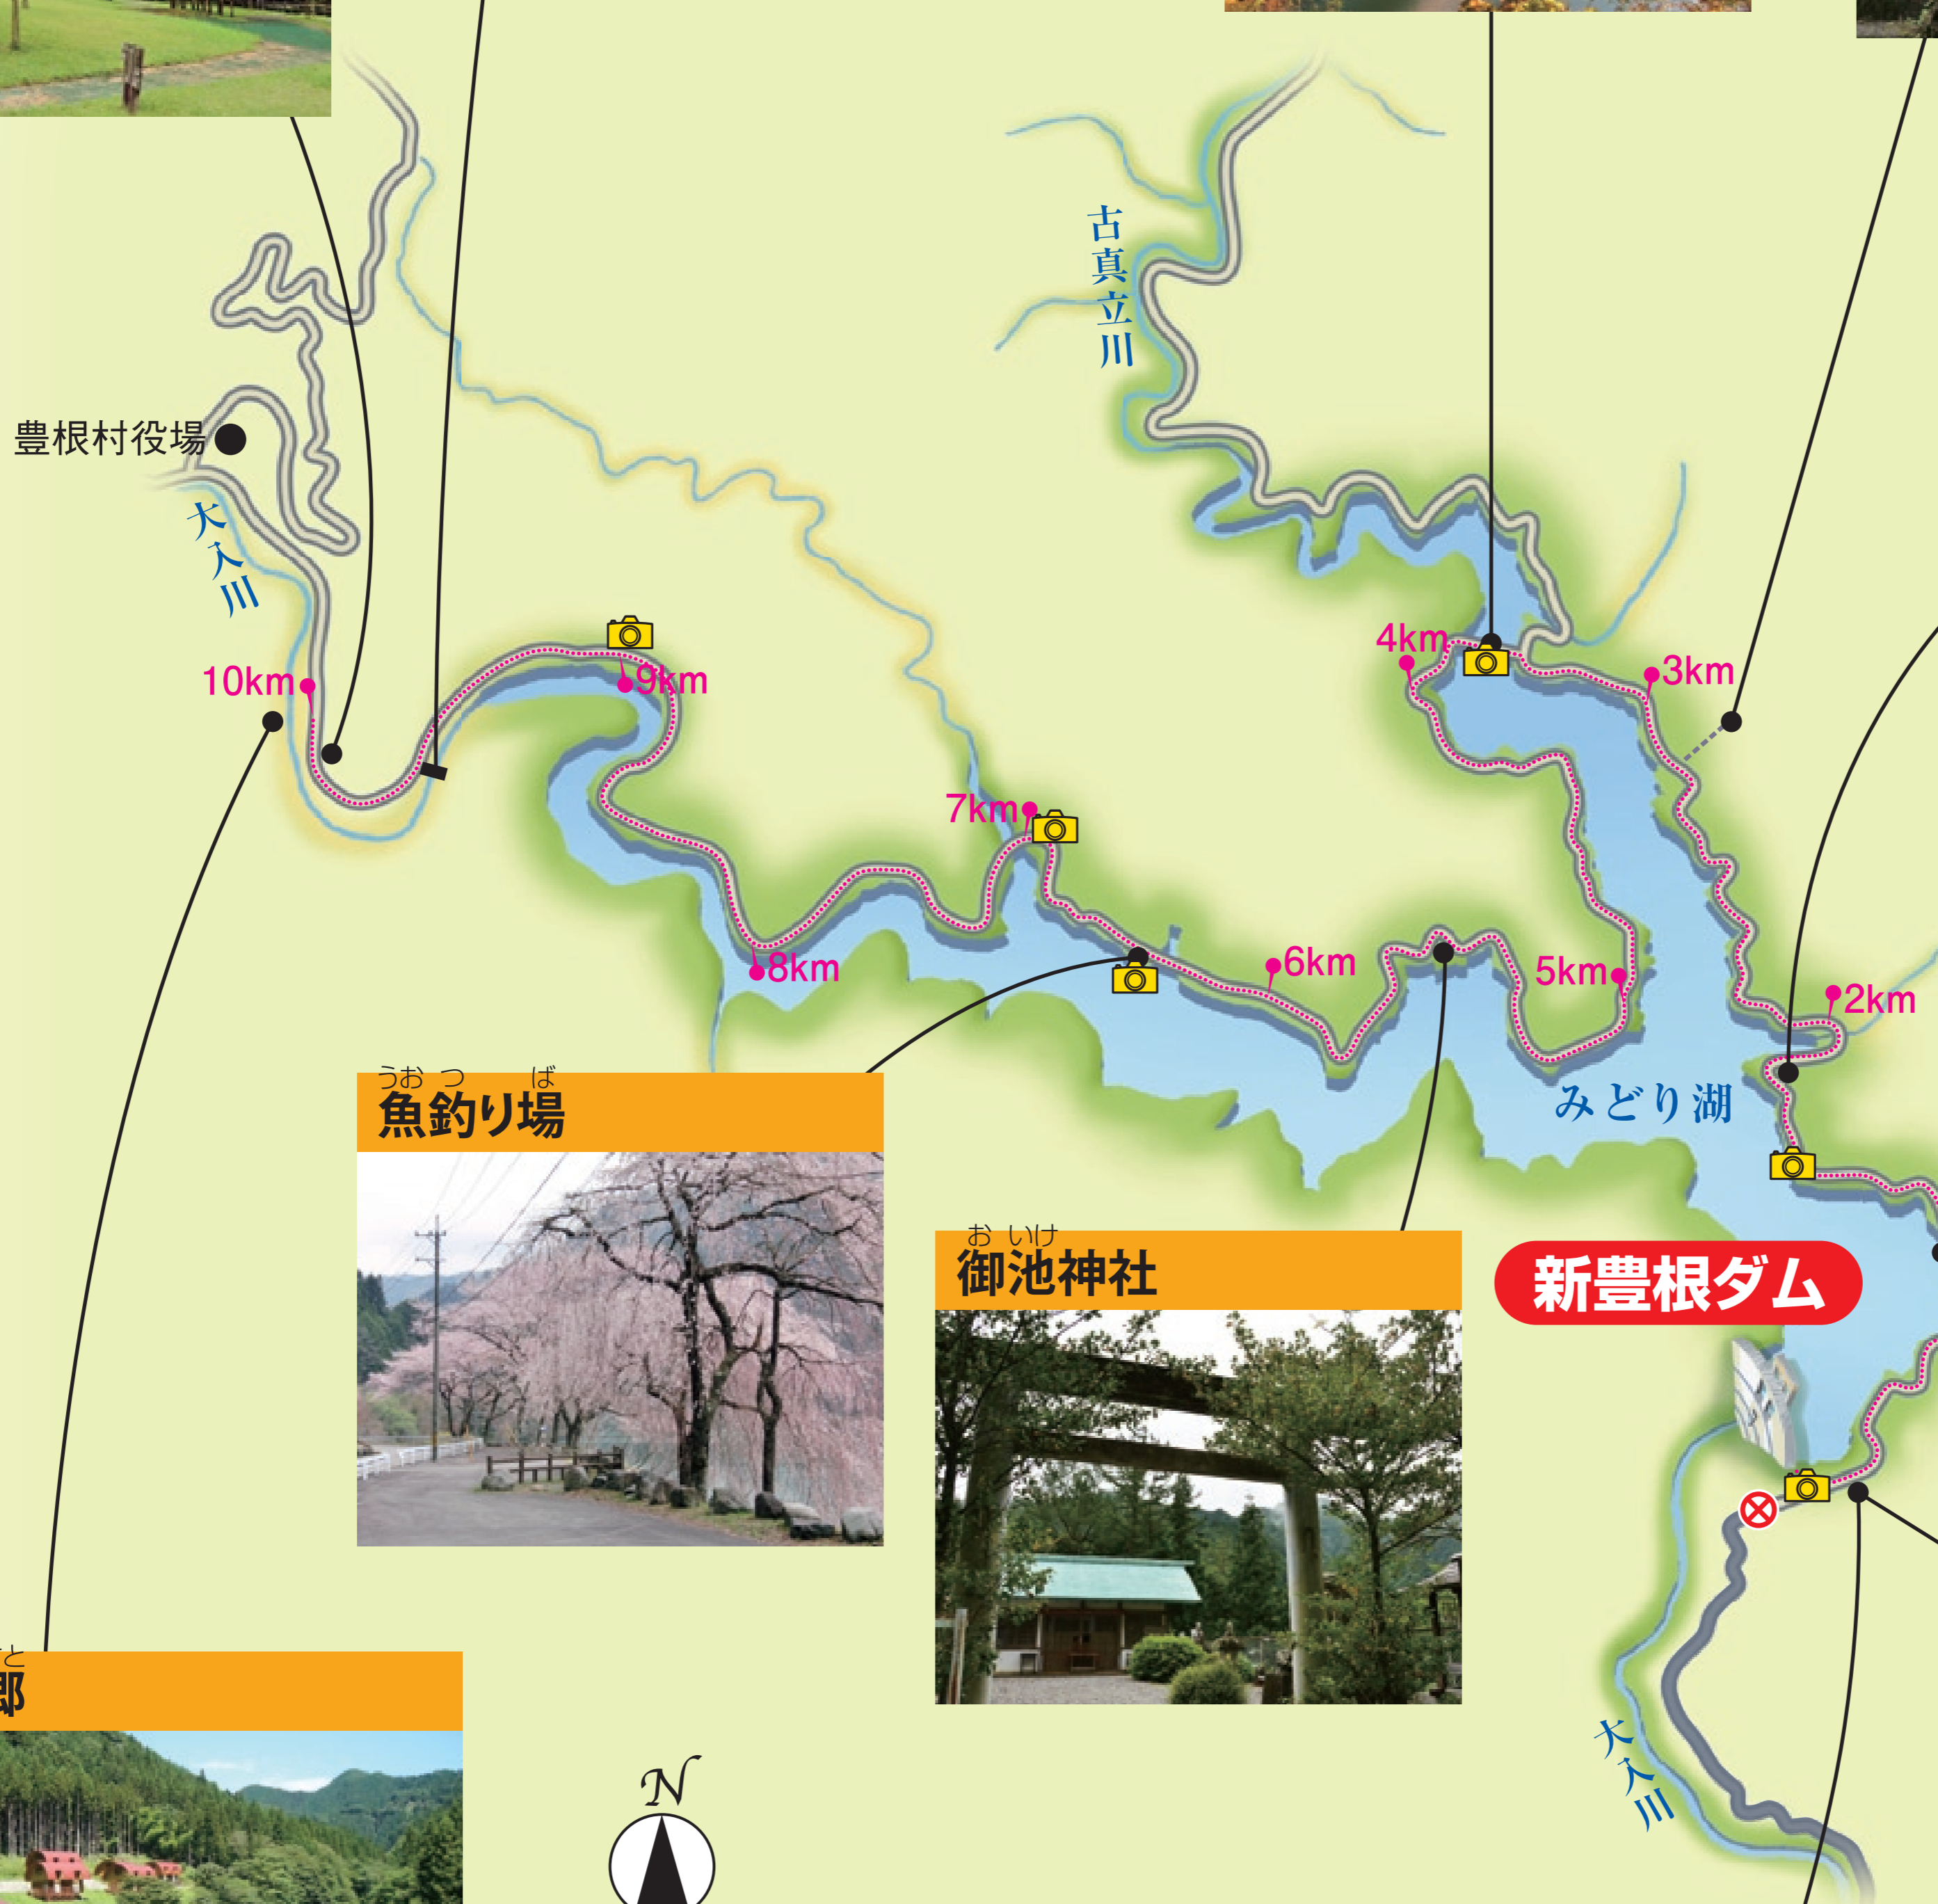 古真立川
豊根村役場
大入川
4km
3km
10km
9km
7km
8km
6km
5km
2km
みどり湖
うおつば
魚釣り場
おいけ
御池神社
新豊根ダム
と
郷
大入川
N